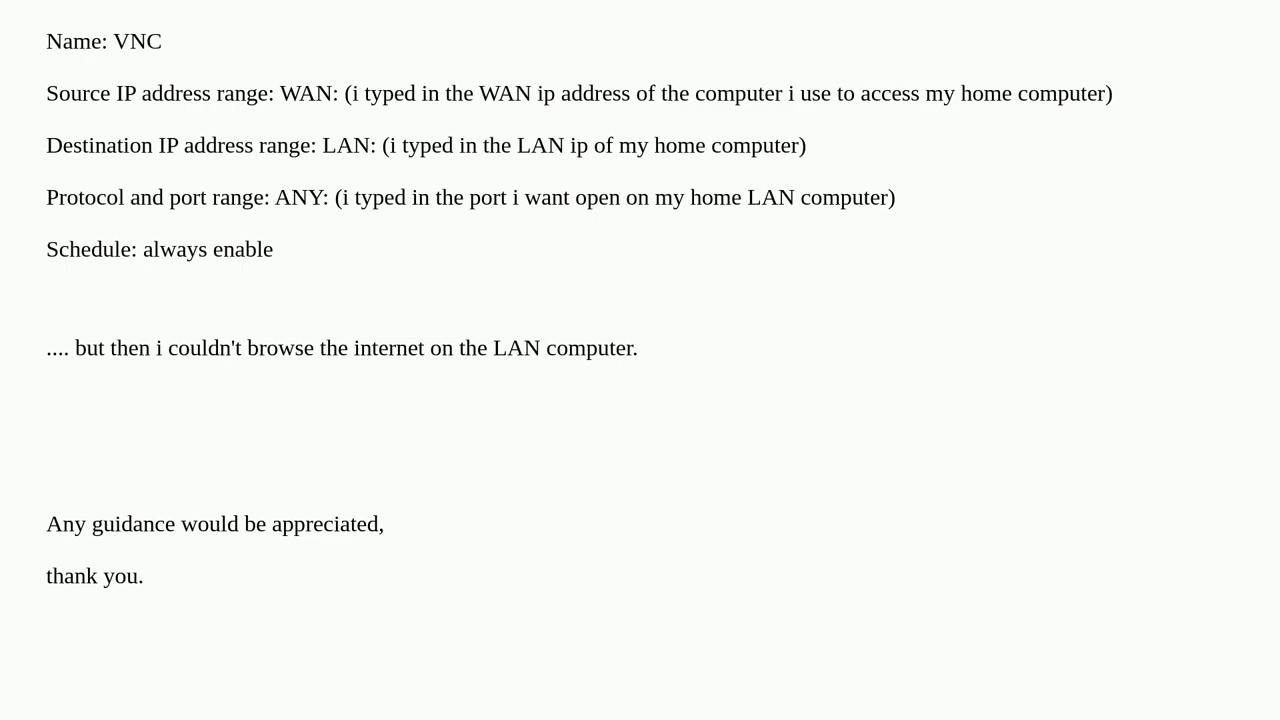 Name: VNC
Source IP address range: WAN: (i typed in the WAN ip address of the computer i use to access my home computer)
Destination IP address range: LAN: (i typed in the LAN ip of my home computer)
Protocol and port range: ANY: (i typed in the port i want open on my home LAN computer)
Schedule: always enable
.... but then i couldn't browse the internet on the LAN computer.
Any guidance would be appreciated,
thank you.